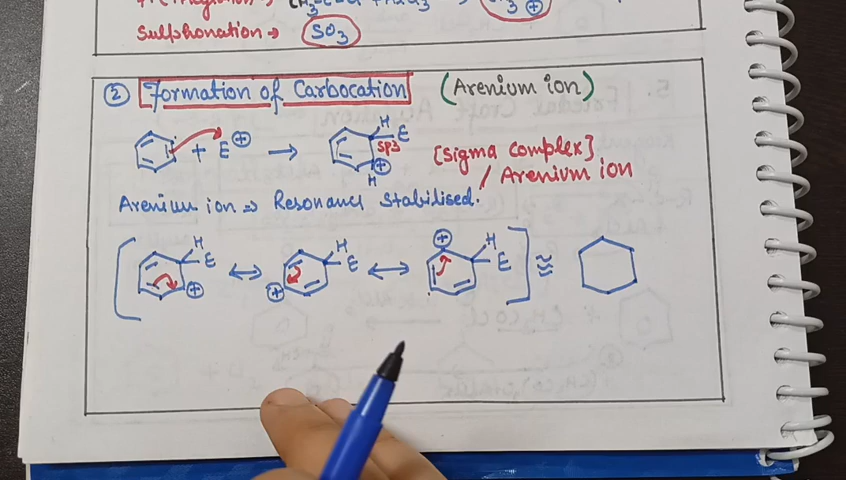 Sulphonation → SO3
② Formation of Carbocation (Arenium ion)
+ E⊕ → H E sp3 ⊕ H
[Sigma complex]
/ Arenium ion
Arenium ion ⇒ Resonance Stabilised.
H E ⊕ ↔ H E ⊕ ↔ ⊕ H E